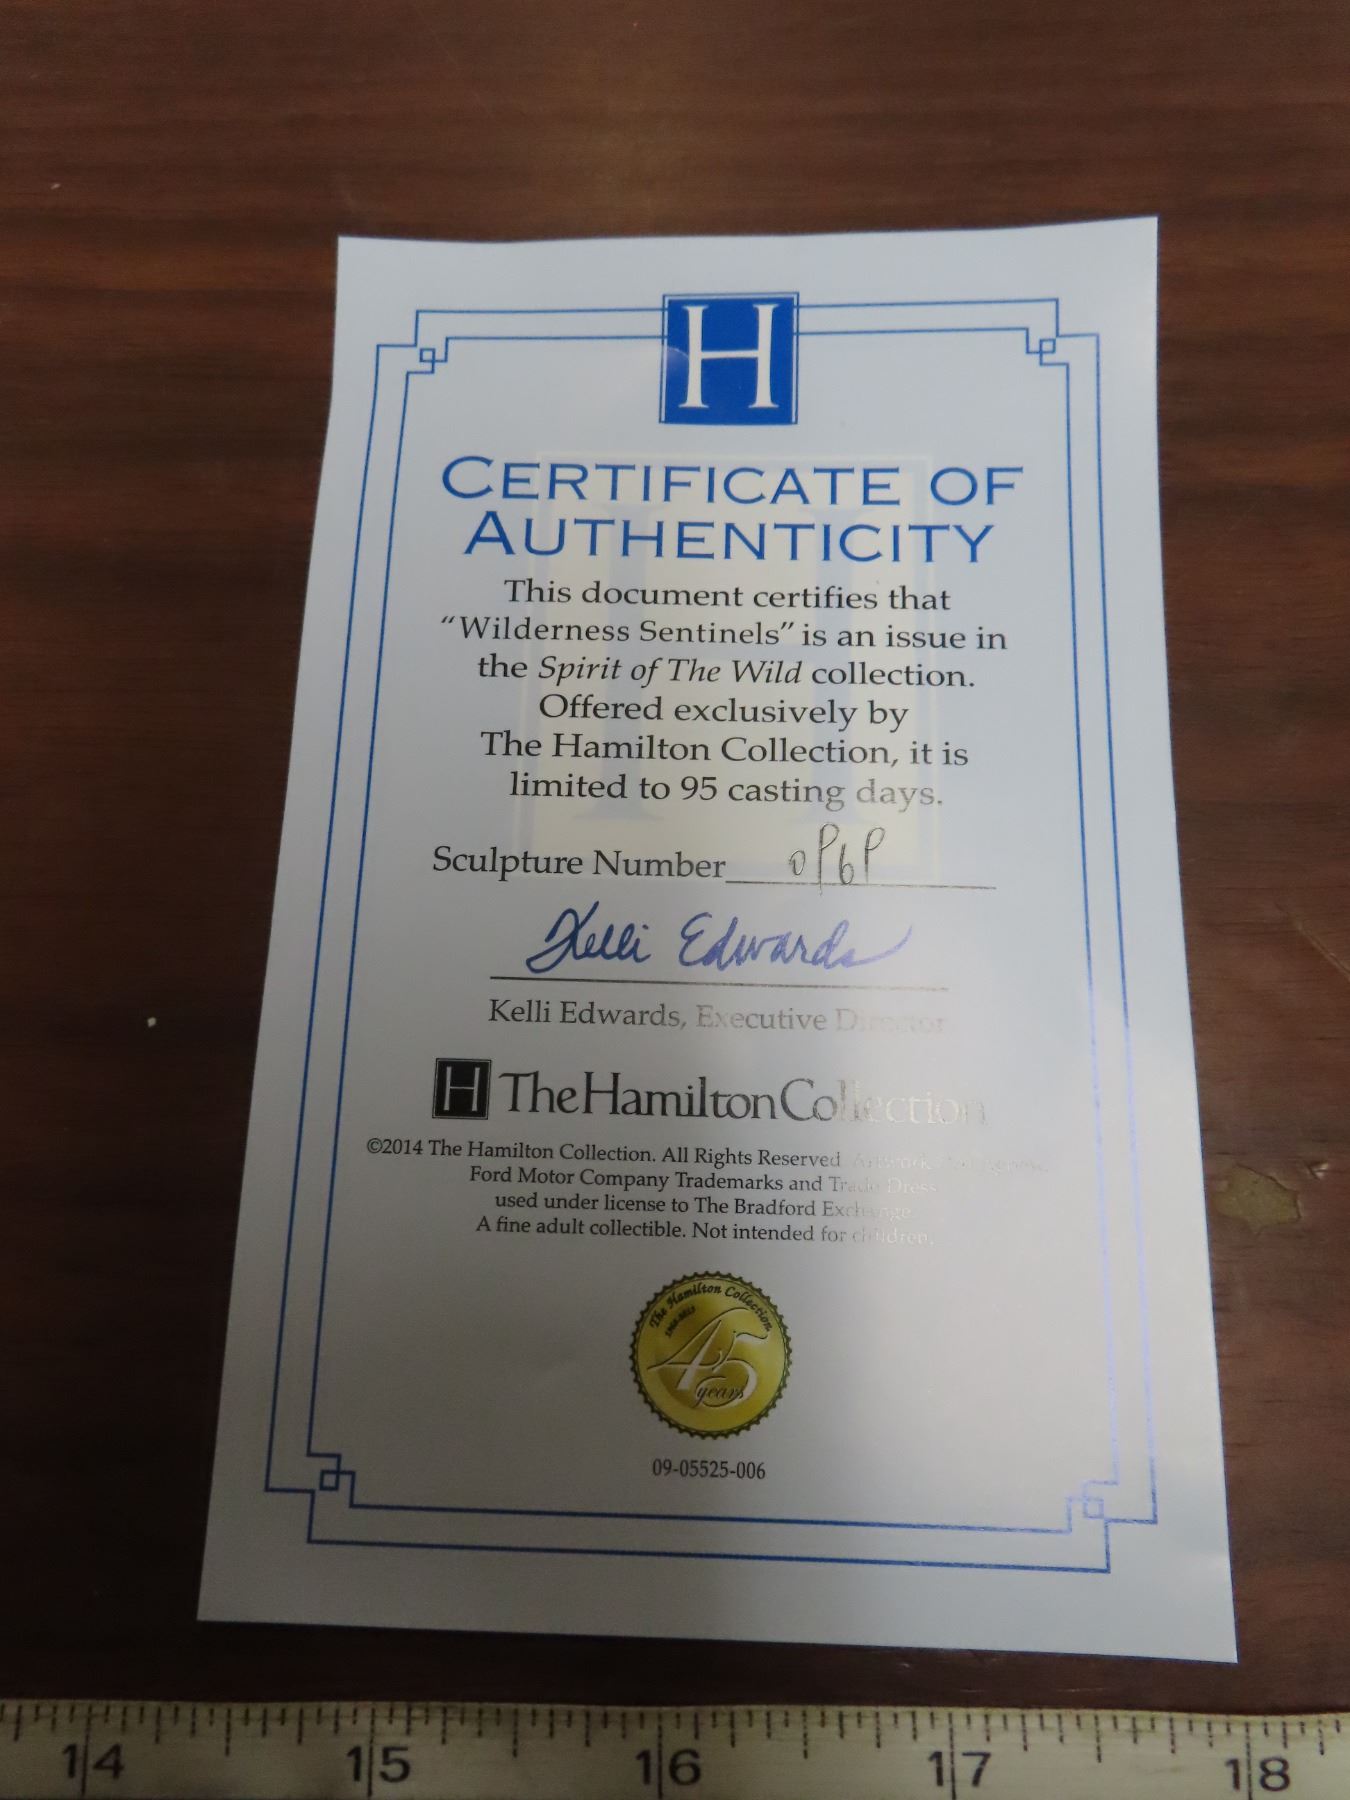 H
CERTIFICATE OF
AUTHENTICITY
This document certifies that
“Wilderness Sentinels” is an issue in
the Spirit of The Wild collection.
Offered exclusively by
The Hamilton Collection, it is
limited to 95 casting days.
Sculpture Number
Kelli Edwards
Kelli Edwards, Executive Director
H The Hamilton Collection
©2014 The Hamilton Collection. All Rights Reserved.
Ford Motor Company Trademarks and Trade Dress
used under license to The Bradford Exchange.
A fine adult collectible. Not intended for children.
The Hamilton Collection
45
years
09-05525-006
14 15 16 17 18